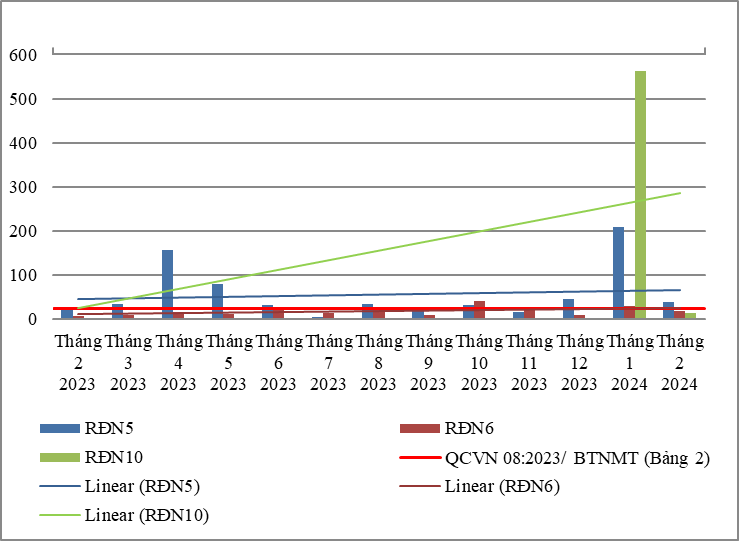 600
500
400
300
200
100
0
Tháng Tháng Tháng Tháng Tháng Tháng Tháng Tháng Tháng Tháng Tháng Tháng Tháng
2 3 4 5 6 7 8 9 10 11 12 1 2
2023 2023 2023 2023 2023 2023 2023 2023 2023 2023 2023 2024 2024
RĐN5 RĐN6
RĐN10 QCVN 08:2023/ BTNMT (Bảng 2)
Linear (RĐN5) Linear (RĐN6)
Linear (RĐN10)